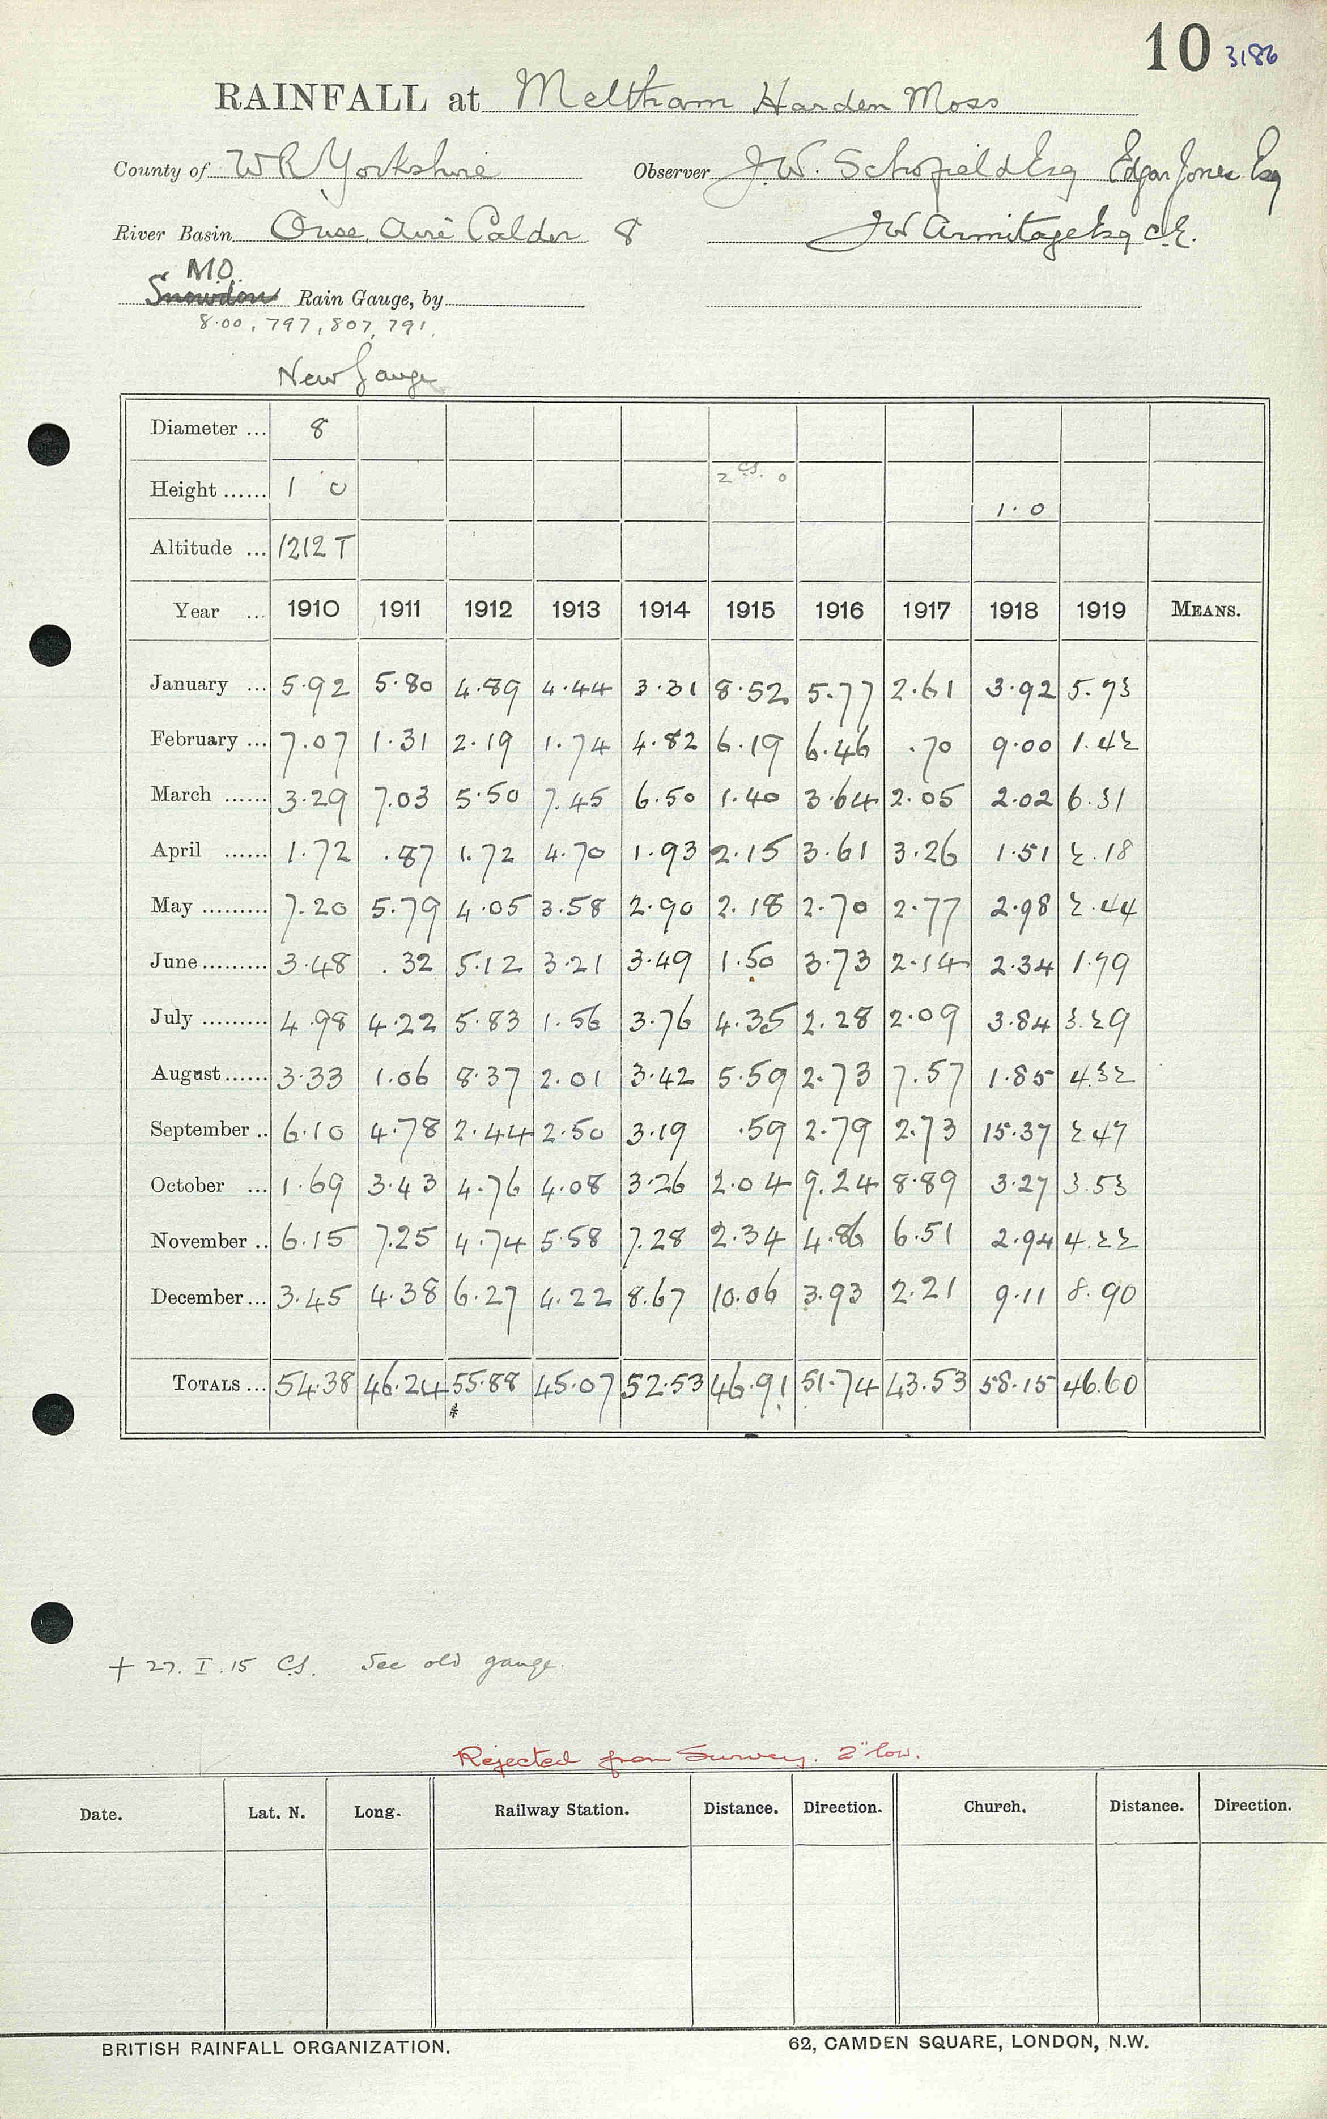 10 3186
RAINFALL at Meltham Harden Moss
County of WR Yorkshire Observer J.W. Schofield Esq Edgar Jones Esq
River Basin Ouse, Aire Calder 8 JW Armitage Esq C.E.
M.O.
Snowdon Rain Gauge, by
8.00, 797, 807, 791.
New Gauge
Diameter ... 8
Height ...... 1 0 2 cs. 0 1.0
Altitude ... 1212 T
Year ... 1910 1911 1912 1913 1914 1915 1916 1917 1918 1919 MEANS.
January ... 5.92 5.80 4.89 4.44 3.31 8.52 5.77 2.61 3.92 5.73
February ... 7.07 1.31 2.19 1.74 4.82 6.19 6.46 .70 9.00 1.42
March ...... 3.29 7.03 5.50 7.45 6.50 1.40 3.64 2.05 2.02 6.31
April ...... 1.72 .87 1.72 4.70 1.93 2.15 3.61 3.26 1.51 2.18
May ......... 7.20 5.79 4.05 3.58 2.90 2.18 2.70 2.77 2.98 2.44
June......... 3.48 .32 5.12 3.21 3.49 1.50 3.73 2.14 2.34 1.79
July ......... 4.98 4.22 5.83 1.56 3.76 4.35 2.28 2.09 3.84 3.29
August...... 3.33 1.06 8.37 2.01 3.42 5.59 2.73 7.57 1.85 4.32
September .. 6.10 4.78 2.44 2.50 3.19 .59 2.79 2.73 15.37 2.47
October ... 1.69 3.43 4.76 4.08 3.26 2.04 9.24 8.89 3.27 3.53
November .. 6.15 7.25 4.74 5.58 7.28 2.34 4.86 6.51 2.94 4.22
December ... 3.45 4.38 6.27 4.22 8.67 10.06 3.93 2.21 9.11 8.90
TOTALS ... 54.38 46.24 55.88 45.07 52.53 46.91 51.74 43.53 58.15 46.60
*
+ 27. I. 15 CS. See old gauge.
Rejected from Survey. 2" low.
Date. Lat. N. Long. Railway Station. Distance. Direction. Church. Distance. Direction.
BRITISH RAINFALL ORGANIZATION. 62, CAMDEN SQUARE, LONDON, N.W.